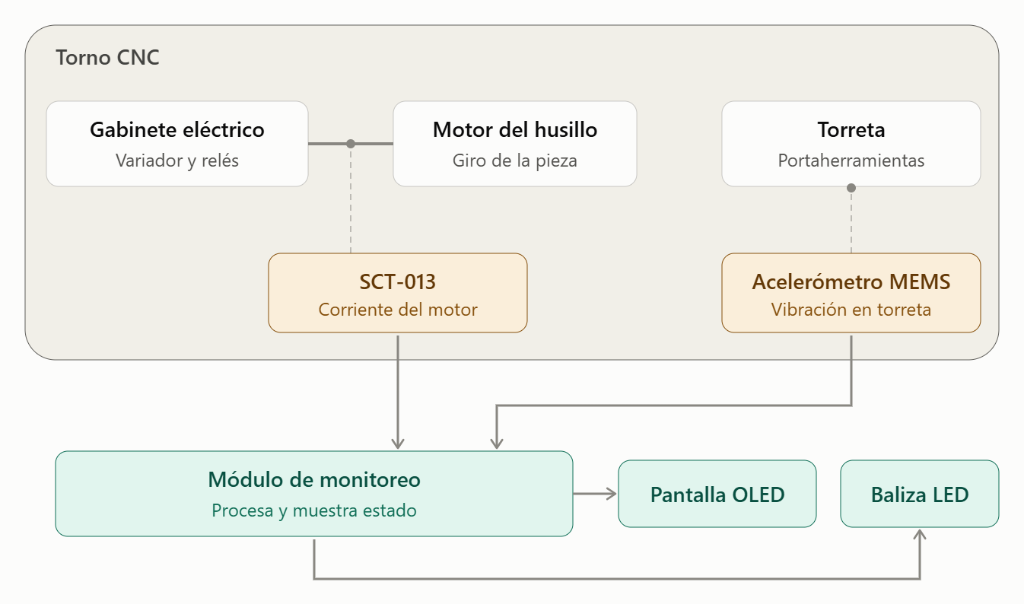 Torno CNC
Gabinete eléctrico
Variador y relés
Motor del husillo
Giro de la pieza
Torreta
Portaherramientas
SCT-013
Corriente del motor
Acelerómetro MEMS
Vibración en torreta
Módulo de monitoreo
Procesa y muestra estado
Pantalla OLED
Baliza LED